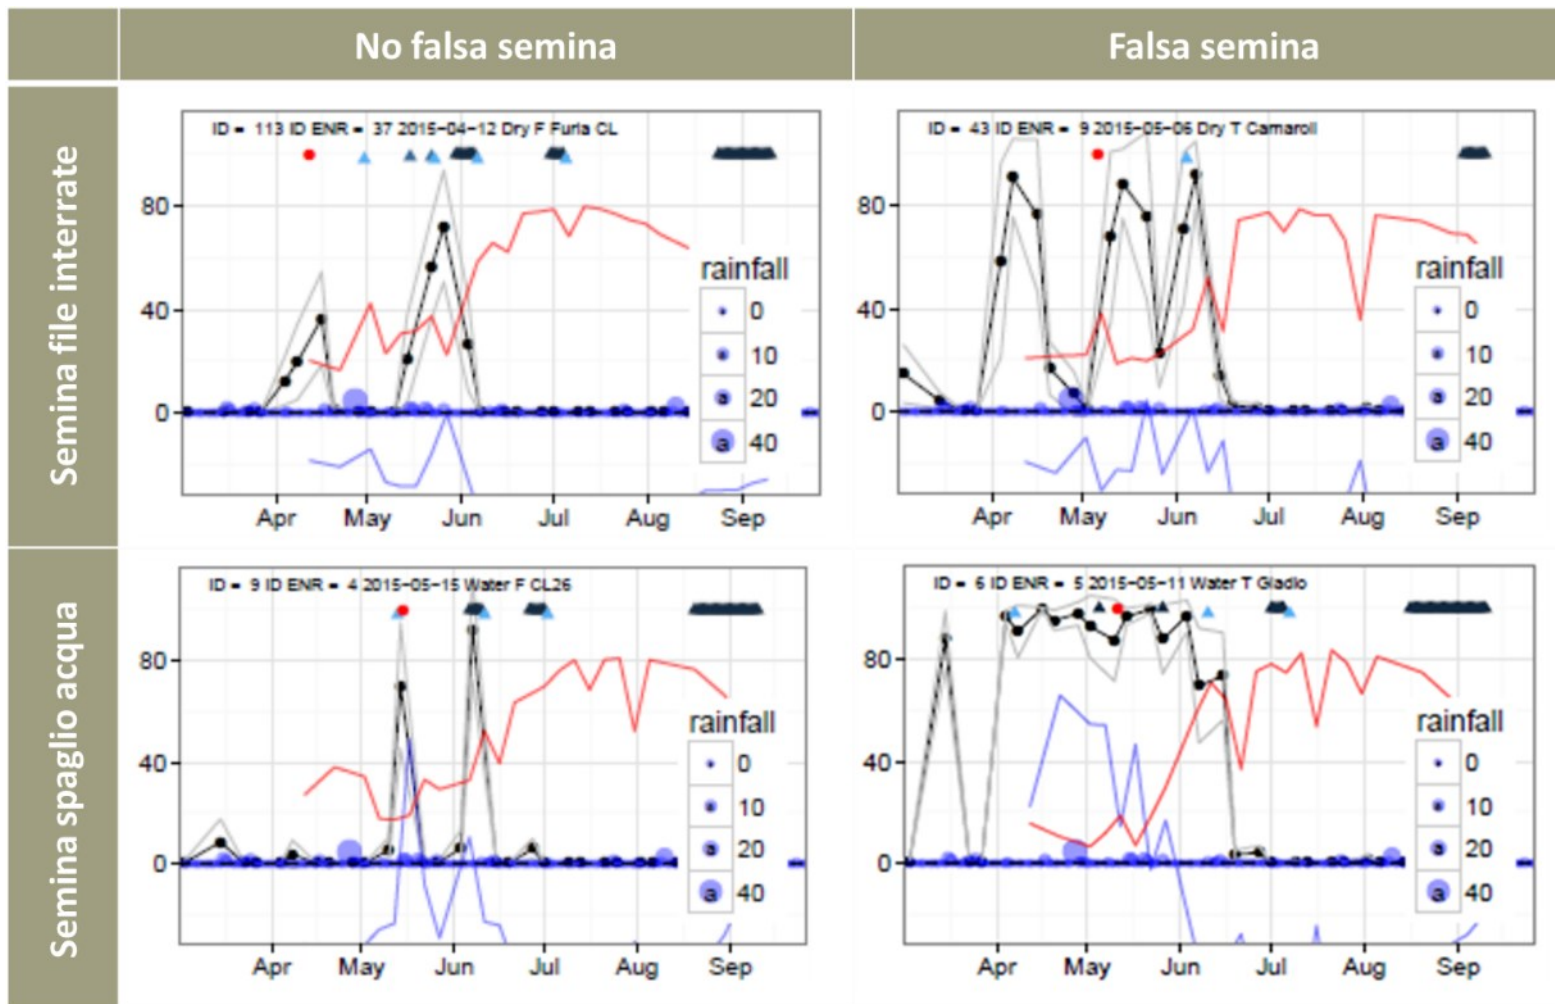 No falsa semina
Falsa semina
Semina file interrate
ID = 113 ID ENR = 37 2015-04-12 Dry F Furia CL
80
40
0
rainfall
0
10
a 20
a 40
Apr May Jun Jul Aug Sep
ID = 43 ID ENR = 9 2015-05-06 Dry T Camaroli
80
40
0
rainfall
0
10
a 20
a 40
Apr May Jun Jul Aug Sep
Semina spaglio acqua
ID = 9 ID ENR = 4 2015-05-15 Water F CL26
80
40
0
rainfall
0
10
a 20
a 40
Apr May Jun Jul Aug Sep
ID = 6 ID ENR = 5 2015-05-11 Water T Gladio
80
40
0
rainfall
0
10
a 20
a 40
Apr May Jun Jul Aug Sep